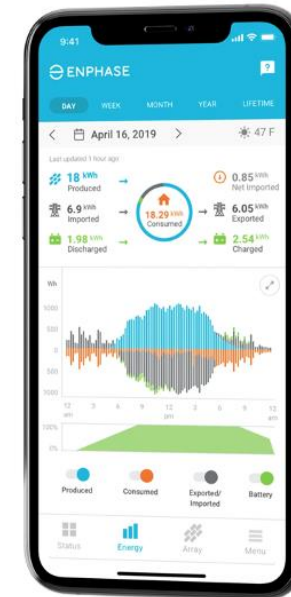 9:41
ENPHASE
?
DAY WEEK MONTH YEAR LIFETIME
< April 16, 2019 > 47 F
Last updated 1 hour ago
18 kWh
Produced
0.85 kWh
Net Imported
6.9 kWh
Imported
18.29 kWh
Consumed
6.05 kWh
Exported
1.98 kWh
Discharged
2.54 kWh
Charged
Wh
1000
500
0
500
1000
12 am 3 6 9 12 pm 3 6 9 12 am
100%
0%
Produced Consumed Exported/ Imported Battery
Status Energy Array Menu